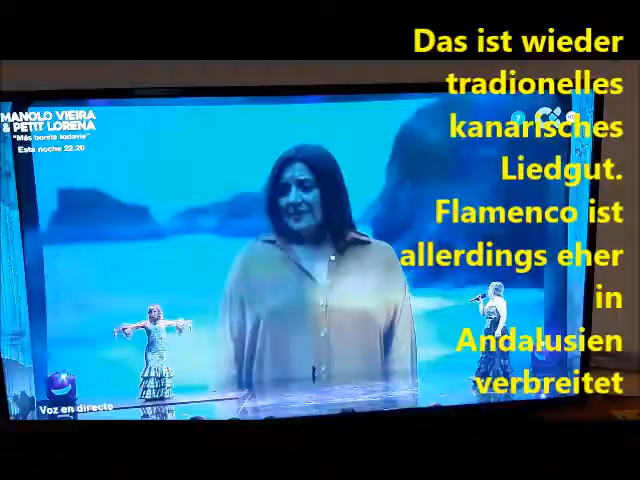 Das ist wieder
tradionelles
kanarisches
Liedgut.
Flamenco ist
allerdings eher
in
Andalusien
verbreitet
MANOLO VIEIRA
& PETIT LORENA
"Más bonita todavía"
Esta noche 22.20
Voz en directo